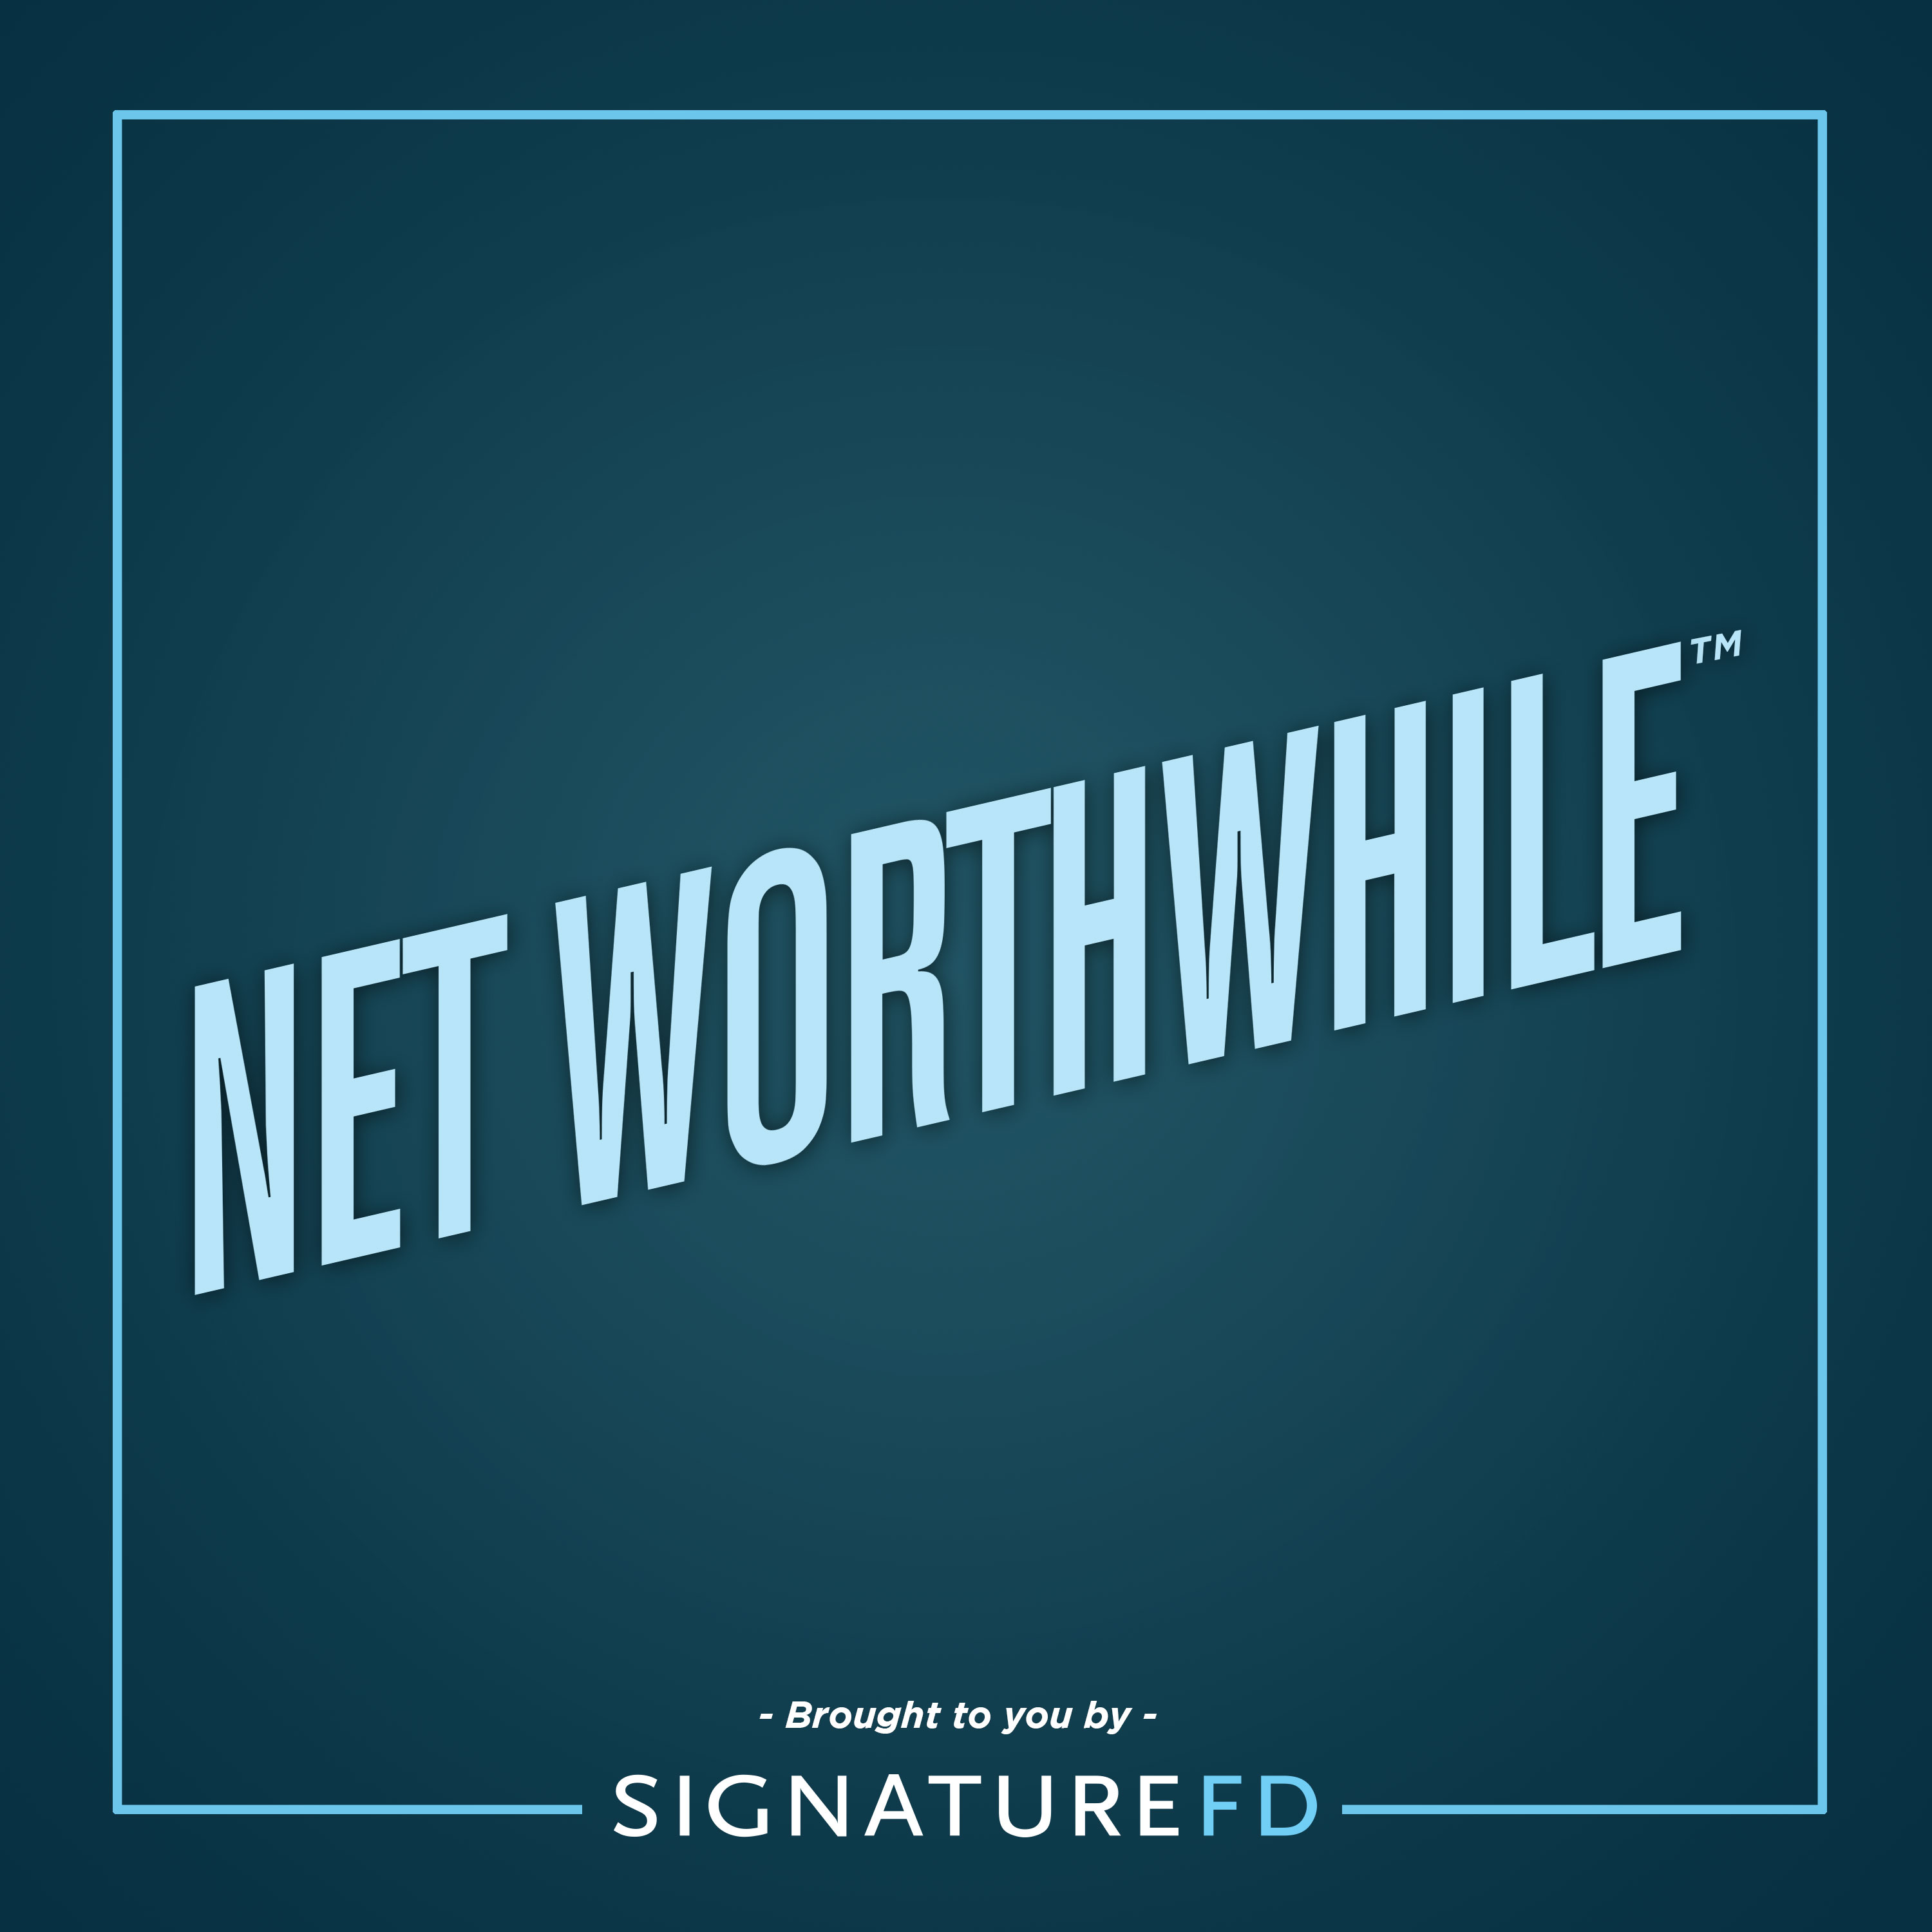 NET WORTHWHILE™
- Brought to you by -
SIGNATUREFD